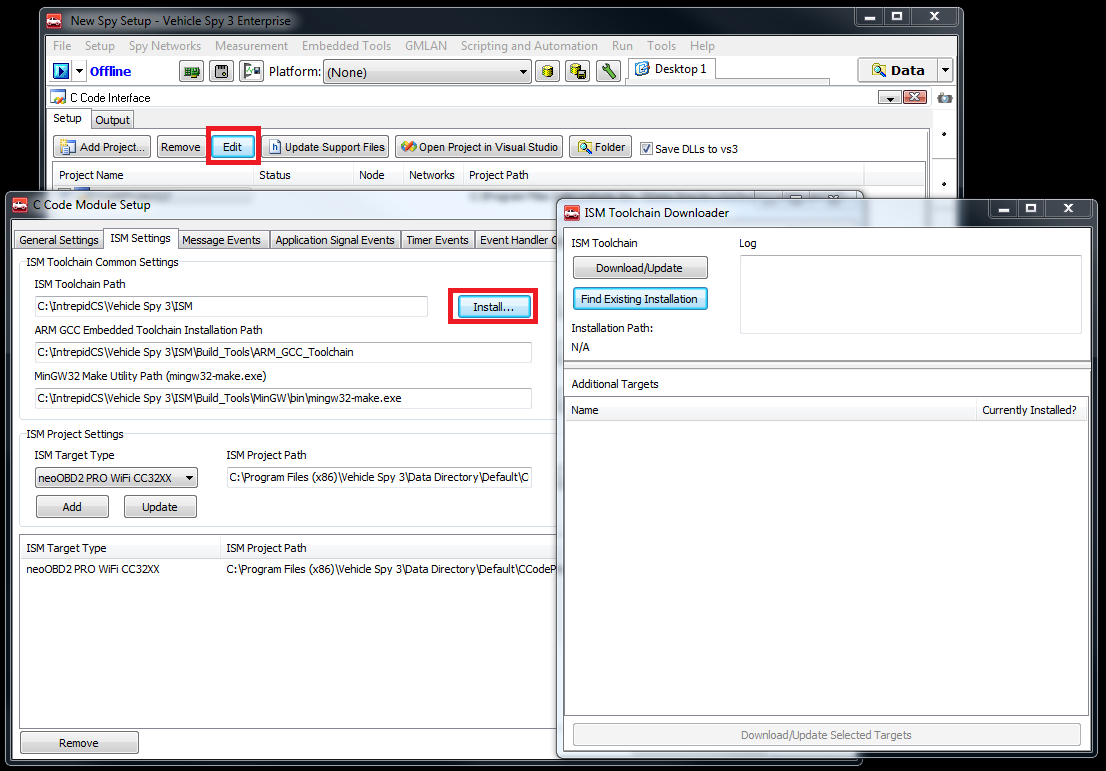 New Spy Setup - Vehicle Spy 3 Enterprise
File Setup Spy Networks Measurement Embedded Tools GMLAN Scripting and Automation Run Tools Help
Offline Platform: (None) Desktop 1 Data
C Code Interface
Setup Output
Add Project... Remove Edit Update Support Files Open Project in Visual Studio Folder Save DLLs to vs3
Project Name Status Node Networks Project Path
C Code Module Setup
General Settings ISM Settings Message Events Application Signal Events Timer Events Event Handler
ISM Toolchain Common Settings
ISM Toolchain Path
C:\IntrepidCS\Vehicle Spy 3\ISM Install...
ARM GCC Embedded Toolchain Installation Path
C:\IntrepidCS\Vehicle Spy 3\ISM\Build_Tools\ARM_GCC_Toolchain
MinGW32 Make Utility Path (mingw32-make.exe)
C:\IntrepidCS\Vehicle Spy 3\ISM\Build_Tools\MinGW\bin\mingw32-make.exe
ISM Project Settings
ISM Target Type ISM Project Path
neoOBD2 PRO WiFi CC32XX C:\Program Files (x86)\Vehicle Spy 3\Data Directory\Default\C
Add Update
ISM Target Type ISM Project Path
neoOBD2 PRO WiFi CC32XX C:\Program Files (x86)\Vehicle Spy 3\Data Directory\Default\CCodeP
Remove
ISM Toolchain Downloader
ISM Toolchain Log
Download/Update
Find Existing Installation
Installation Path:
N/A
Additional Targets
Name Currently Installed?
Download/Update Selected Targets